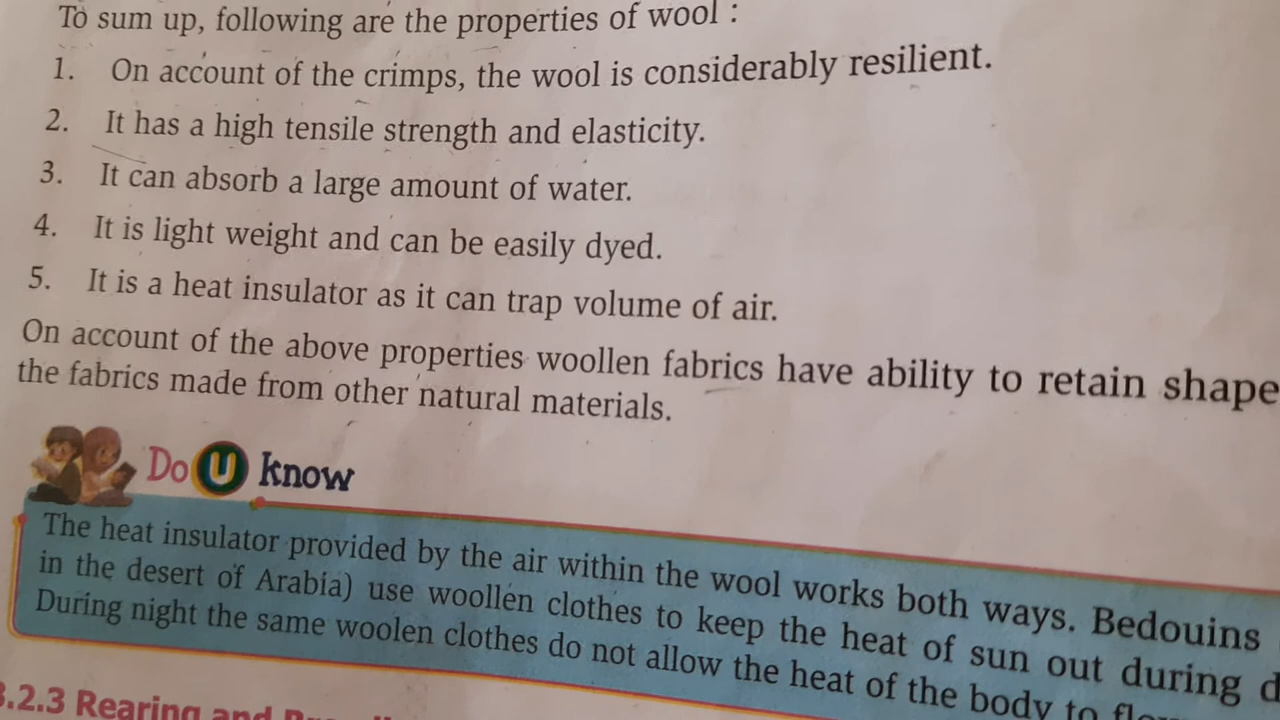 To sum up, following are the properties of wool :
1. On account of the crimps, the wool is considerably resilient.
2. It has a high tensile strength and elasticity.
3. It can absorb a large amount of water.
4. It is light weight and can be easily dyed.
5. It is a heat insulator as it can trap volume of air.
On account of the above properties woollen fabrics have ability to retain shape
the fabrics made from other natural materials.
Do U know
The heat insulator provided by the air within the wool works both ways. Bedouins
in the desert of Arabia) use woollen clothes to keep the heat of sun out during
During night the same woolen clothes do not allow the heat of the body to
3.2.3 Rearing and